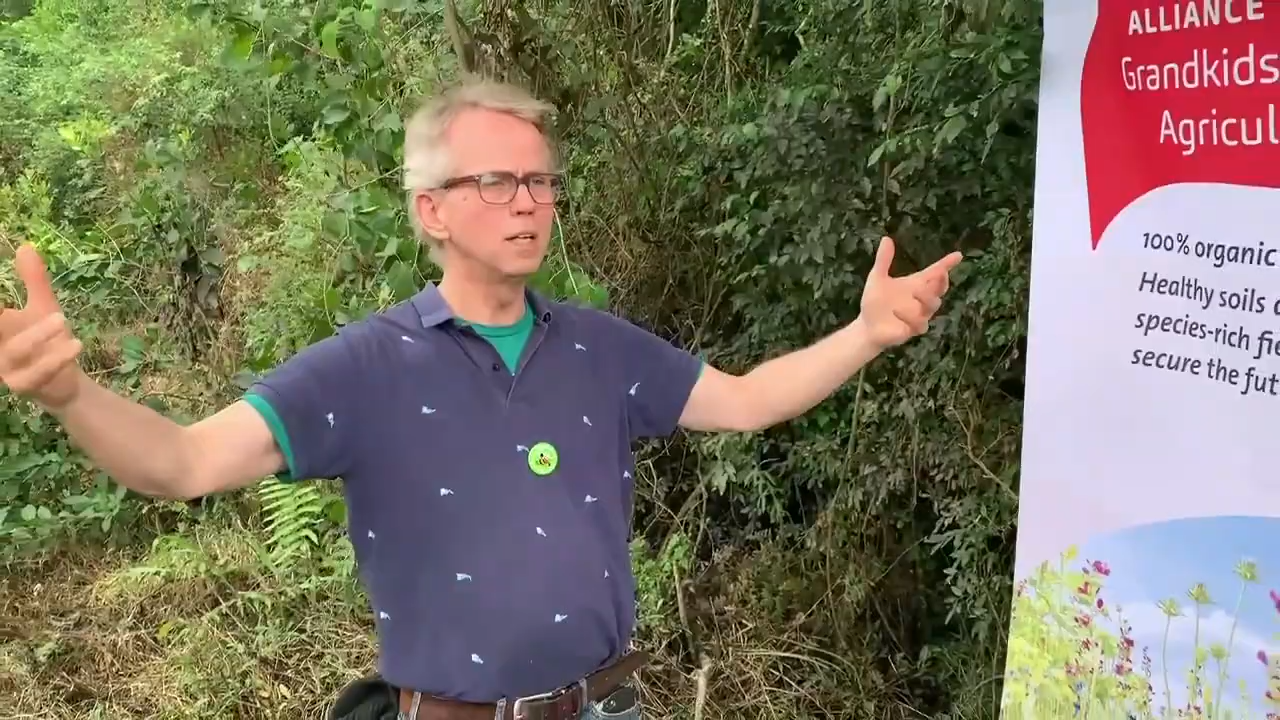 ALLIANCE
Grandkids
Agricul
100% organic
Healthy soils
species-rich fie
secure the fut